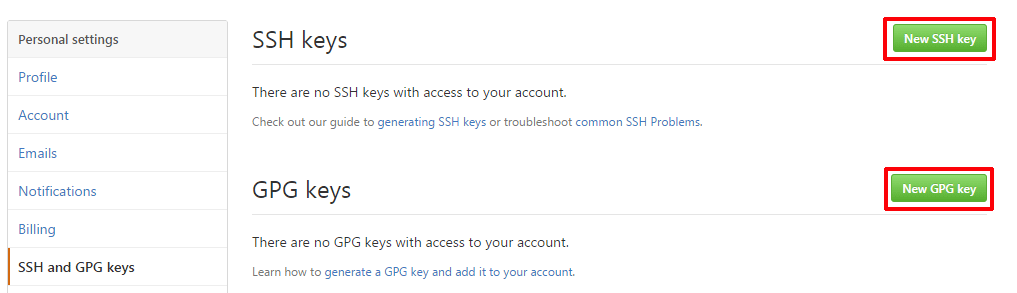 Personal settings
Profile
Account
Emails
Notifications
Billing
SSH and GPG keys
SSH keys
New SSH key
There are no SSH keys with access to your account.
Check out our guide to generating SSH keys or troubleshoot common SSH Problems.
GPG keys
New GPG key
There are no GPG keys with access to your account.
Learn how to generate a GPG key and add it to your account.